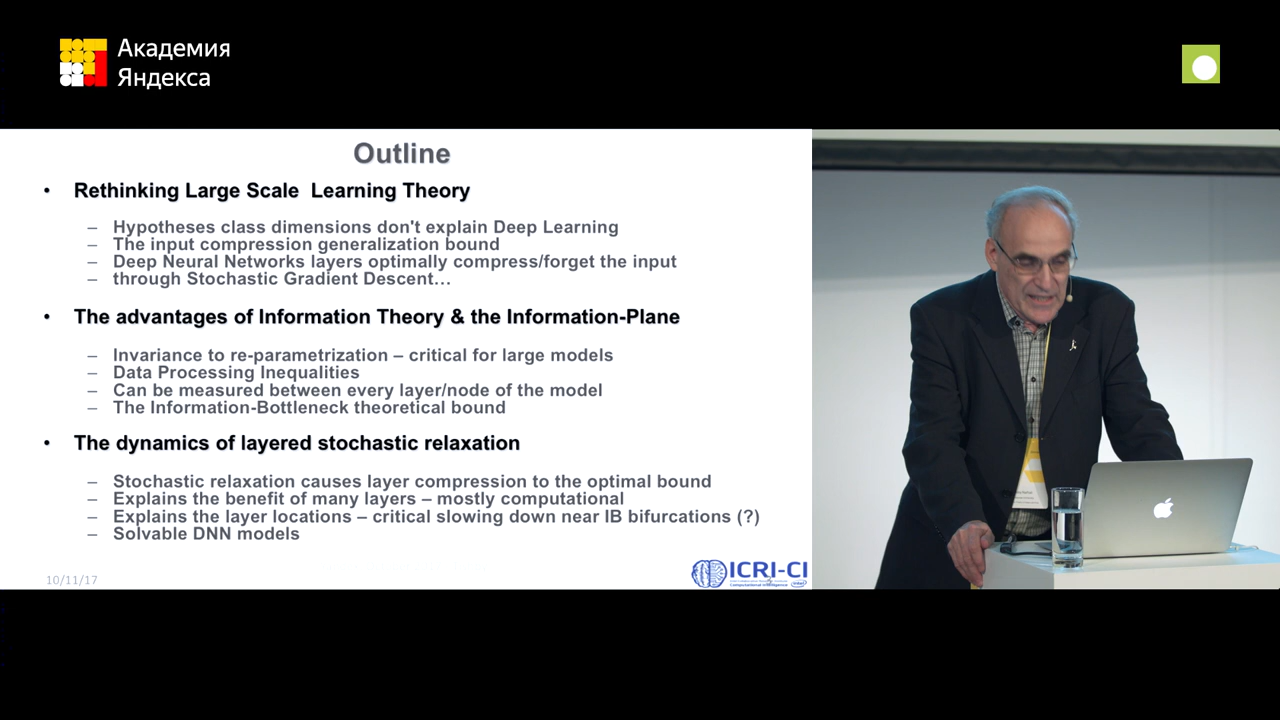 Академия
Яндекса
Outline
• Rethinking Large Scale Learning Theory
– Hypotheses class dimensions don't explain Deep Learning
– The input compression generalization bound
– Deep Neural Networks layers optimally compress/forget the input
– through Stochastic Gradient Descent…
• The advantages of Information Theory & the Information-Plane
– Invariance to re-parametrization – critical for large models
– Data Processing Inequalities
– Can be measured between every layer/node of the model
– The Information-Bottleneck theoretical bound
• The dynamics of layered stochastic relaxation
– Stochastic relaxation causes layer compression to the optimal bound
– Explains the benefit of many layers – mostly computational
– Explains the layer locations – critical slowing down near IB bifurcations (?)
– Solvable DNN models
10/11/17
ICRI-CI